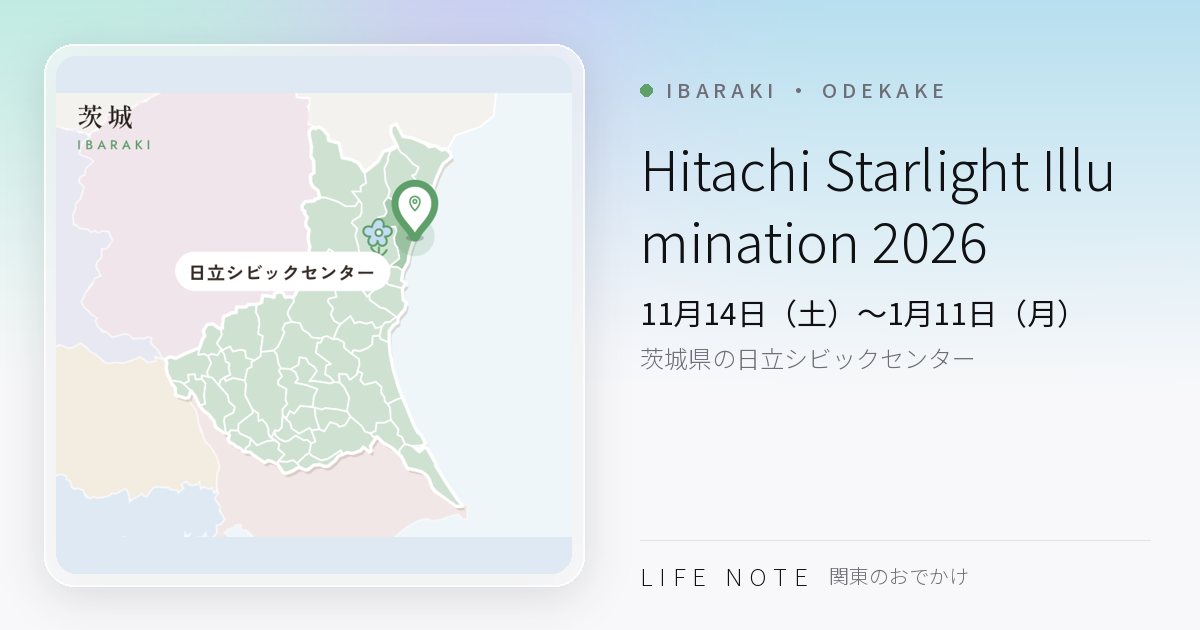 茨城
IBARAKI
日立シビックセンター
IBARAKI ・ ODEKAKE
Hitachi Starlight Illu
mination 2026
11月14日（土）〜1月11日（月）
茨城県の日立シビックセンター
LIFE NOTE 関東のおでかけ